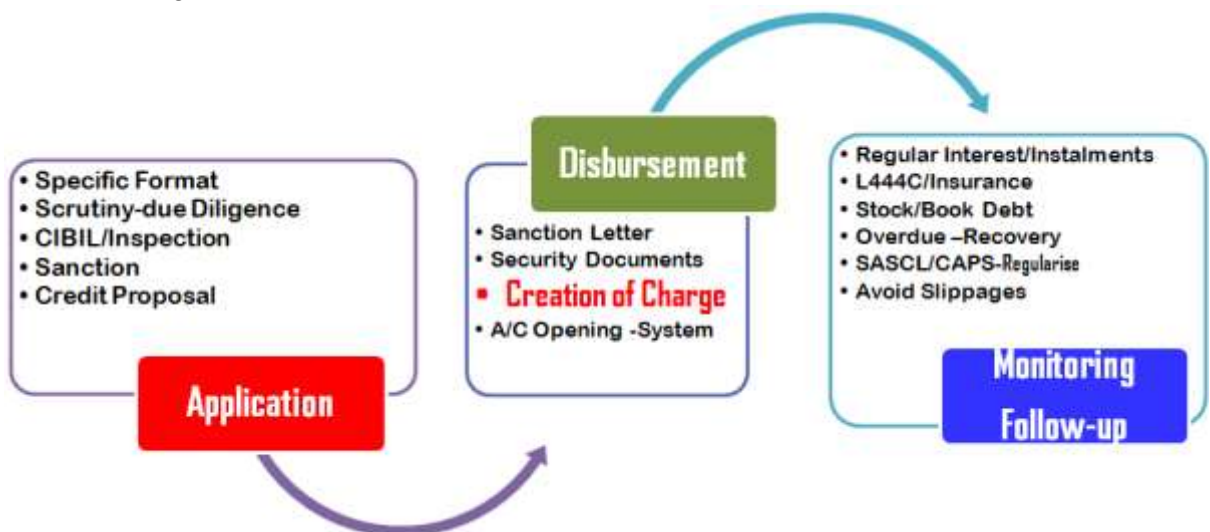 • Specific Format
• Scrutiny-due Diligence
• CIBIL/Inspection
• Sanction
• Credit Proposal
Application
Disbursement
• Sanction Letter
• Security Documents
• Creation of Charge
• A/C Opening -System
• Regular Interest/Instalments
• L444C/Insurance
• Stock/Book Debt
• Overdue –Recovery
• SASCL/CAPS-Regularise
• Avoid Slippages
Monitoring
Follow-up